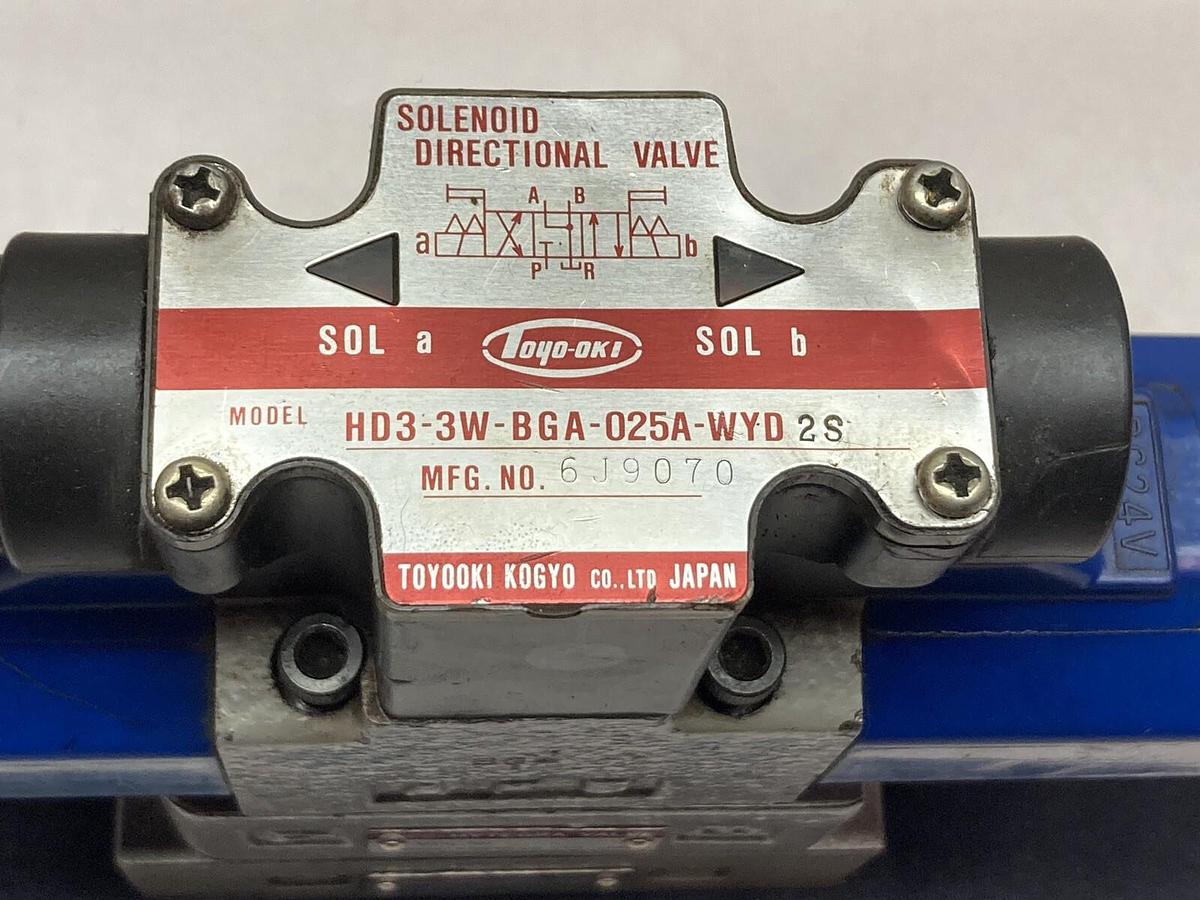 SOLENOID
DIRECTIONAL VALVE
A B
a b
P R
SOL a TOYO-OKI SOL b
MODEL HD3-3W-BGA-025A-WYD 2S
MFG. NO. 6J9070
TOYOOKI KOGYO CO.,LTD JAPAN
DC24V